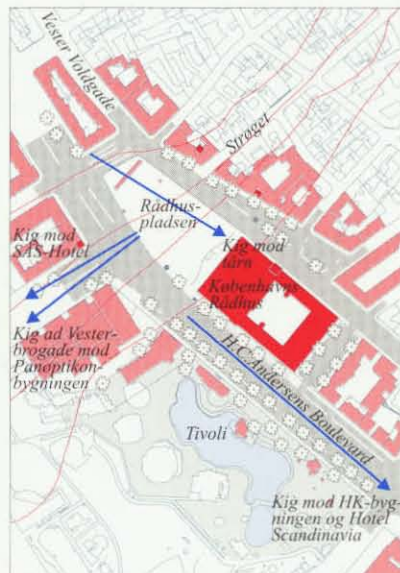 Vester Voldgade
Strøget
Rådhus-
pladsen
Kig mod
SAS-Hotel
Kig mod
tårn
Københavns
Rådhus
Kig ad Vester-
brogade mod
Panoptikon-
bygningen
HC Andersens Boulevard
Tivoli
Kig mod HK-byg-
ningen og Hotel
Scandinavia